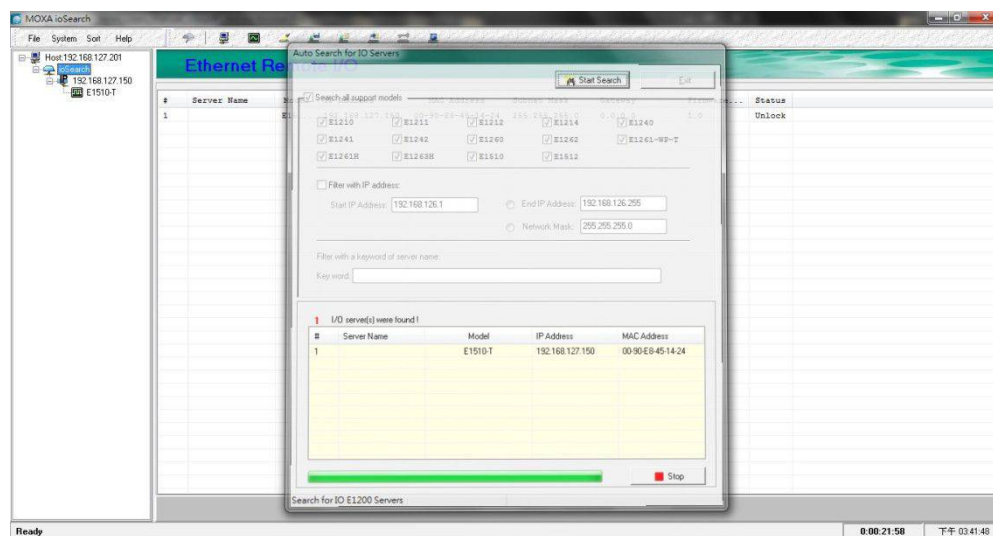 MOXA ioSearch
File System Sort Help
Host:192.168.127.201
ioSearch
192.168.127.150
E1510-T
Ethernet Remote I/O
# Server Name
Status
1
Unlock
Auto Search for IO Servers
Start Search
Exit
Search all support models
E1210 E1211 E1212 E1214 E1240
E1241 E1242 E1260 E1262 E1261-WP-T
E1261H E1263H E1510 E1512
Filter with IP address:
Start IP Address: 192.168.126.1
End IP Address: 192.168.126.255
Network Mask: 255.255.255.0
Filter with a keyword of server name:
Key word:
1 I/O server(s) were found !
# Server Name Model IP Address MAC Address
1 E1510-T 192.168.127.150 00-90-E8-45-14-24
Stop
Search for IO E1200 Servers
Ready
0:00:21:58
下午 03:41:48